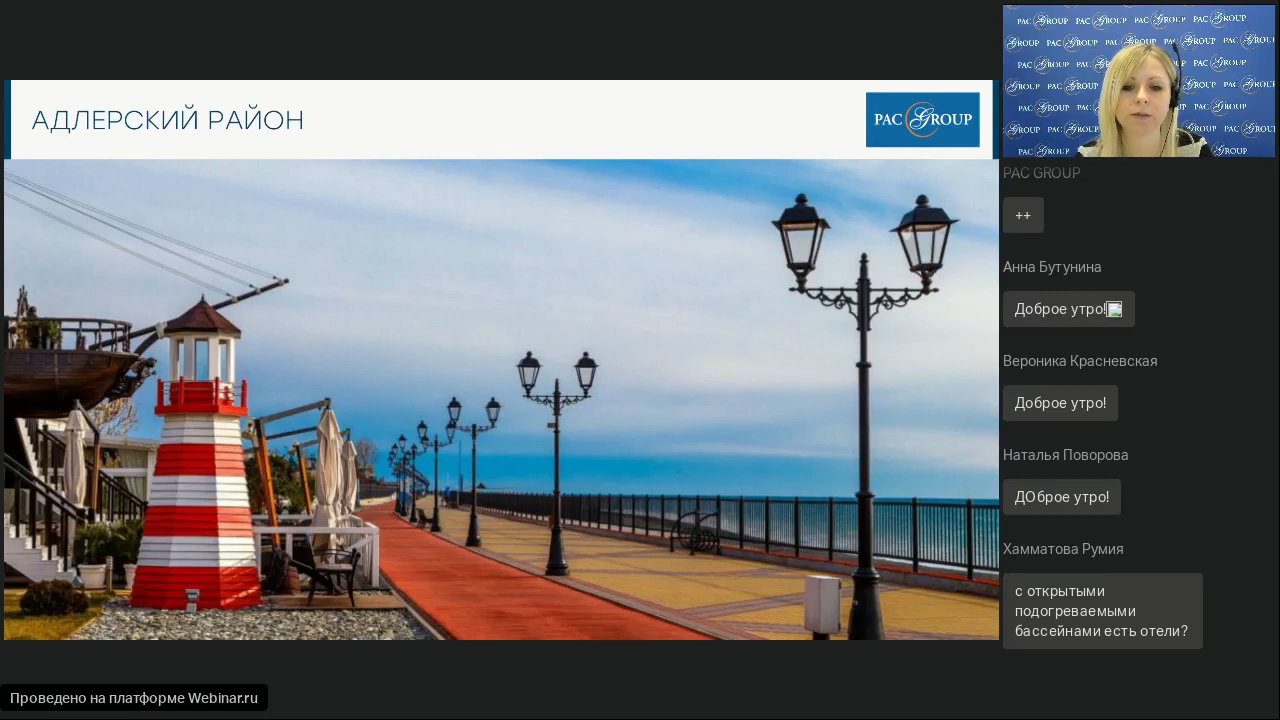 АДЛЕРСКИЙ РАЙОН
PAC GROUP
PAC GROUP
++
Анна Бутунина
Доброе утро!
Вероника Красневская
Доброе утро!
Наталья Поворова
ДОброе утро!
Хамматова Румия
с открытыми
подогреваемыми
бассейнами есть отели?
Проведено на платформе Webinar.ru